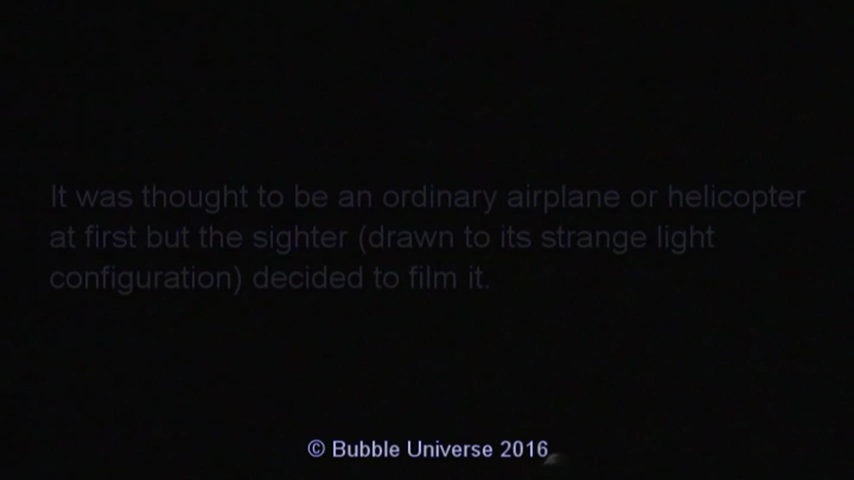 It was thought to be an ordinary airplane or helicopter
at first but the sighter (drawn to its strange light
configuration) decided to film it.
© Bubble Universe 2016